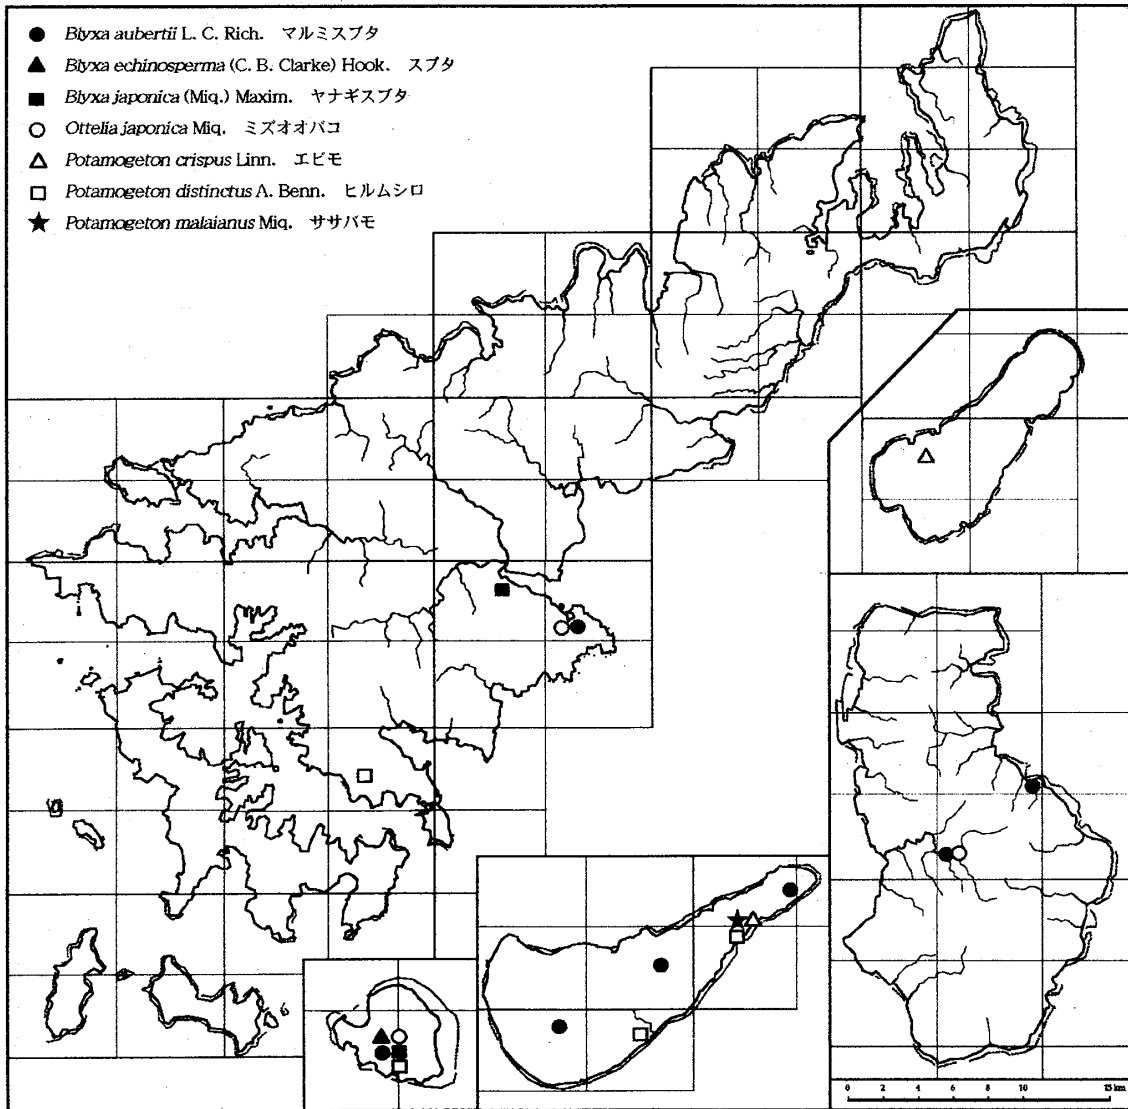 ● Blyxa aubertii L. C. Rich. マルミスブタ
▲ Blyxa echinosperma (C. B. Clarke) Hook. スブタ
■ Blyxa japonica (Miq.) Maxim. ヤナギスブタ
○ Ottelia japonica Miq. ミズオオバコ
△ Potamogeton crispus Linn. エビモ
□ Potamogeton distinctus A. Benn. ヒルムシロ
★ Potamogeton malaianus Miq. ササバモ
0 2 4 6 8 10 15 km